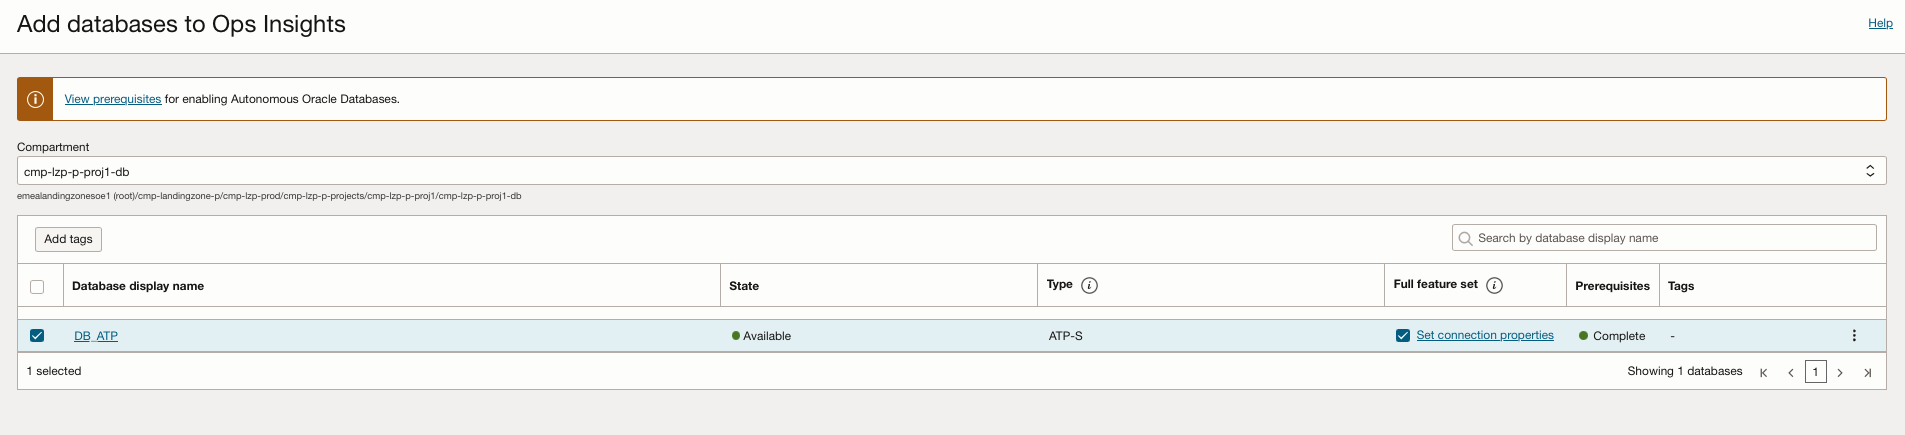 Add databases to Ops Insights
Help
View prerequisites for enabling Autonomous Oracle Databases.
Compartment
cmp-lzp-p-proj1-db
emealandingzonesoe1 (root)/cmp-landingzone-p/cmp-lzp-prod/cmp-lzp-p-projects/cmp-lzp-p-proj1/cmp-lzp-p-proj1-db
Add tags
Search by database display name
Database display name State Type i Full feature set i Prerequisites Tags
DB_ATP Available ATP-S Set connection properties Complete -
1 selected
Showing 1 databases 1